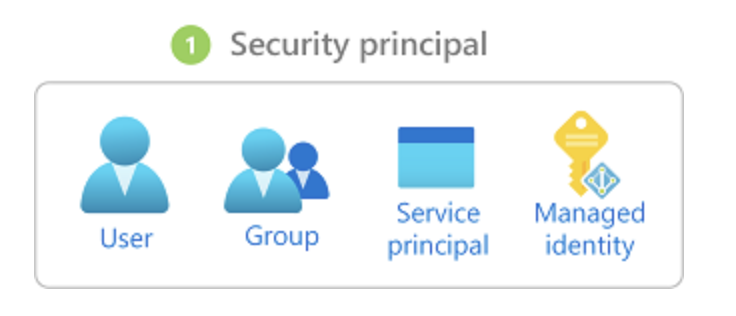 1 Security principal
User
Group
Service
principal
Managed
identity